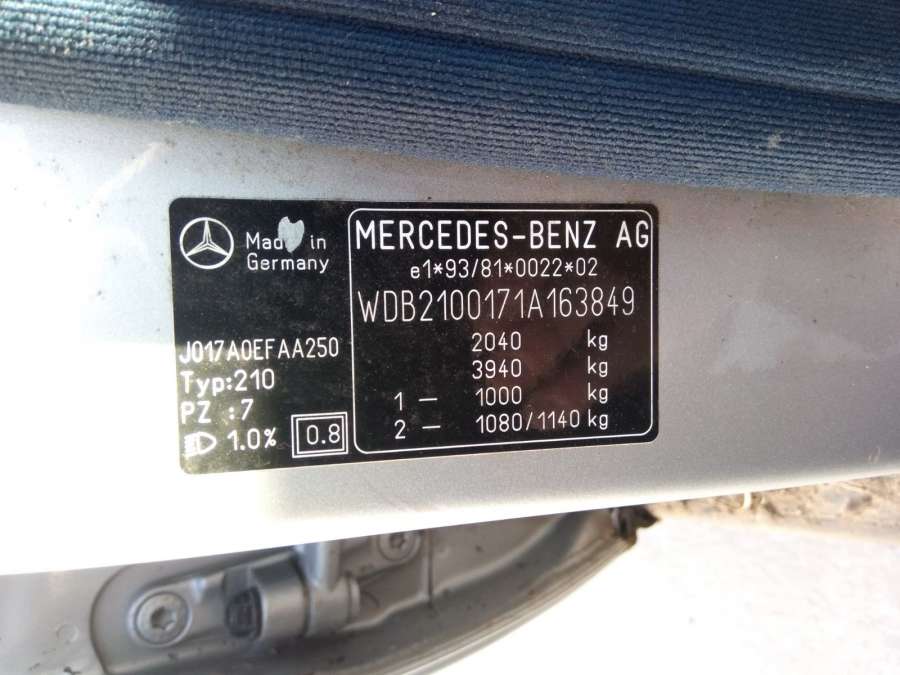 Mad in
Germany
J017A0EFAA250
Typ:210
PZ :7
1.0% 0.8
MERCEDES-BENZ AG
e1*93/81*0022*02
WDB2100171A163849
2040 kg
3940 kg
1 — 1000 kg
2 — 1080/1140 kg